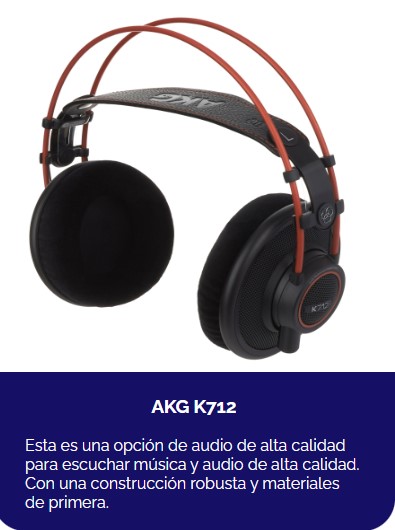 AKG
L
K712
AKG K712
Esta es una opción de audio de alta calidad
para escuchar música y audio de alta calidad.
Con una construcción robusta y materiales
de primera.